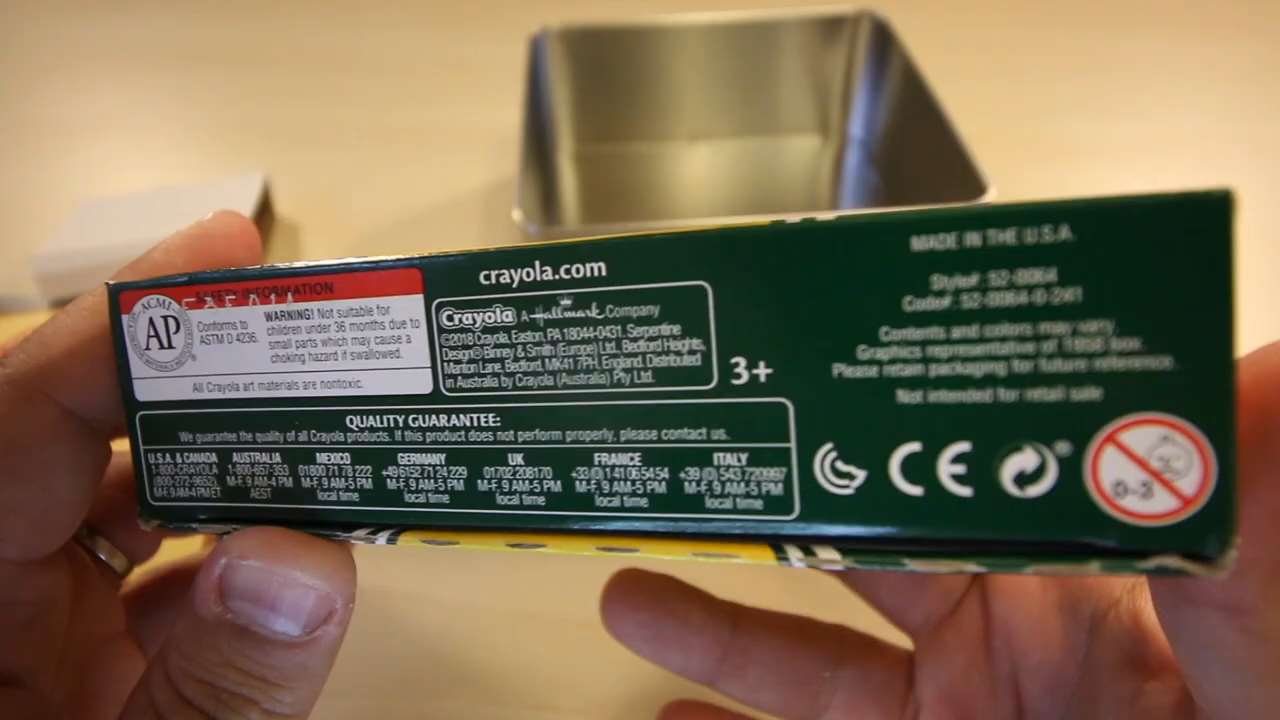 SAFETY INFORMATION
ACMI
AP
Conforms to
ASTM D 4236.
WARNING! Not suitable for
children under 36 months due to
small parts which may cause a
choking hazard if swallowed.
All Crayola art materials are nontoxic.
crayola.com
Crayola A Hallmark Company
©2018 Crayola, Easton, PA 18044-0431. Serpentine
Design® Binney & Smith (Europe) Ltd., Bedford Heights,
Manton Lane, Bedford, MK41 7PH, England. Distributed
in Australia by Crayola (Australia) Pty Ltd.
3+
MADE IN THE U.S.A.
Style#: 52-0064
Code#: 52-0064-0-241
Contents and colors may vary.
Graphics representative of 1958 box.
Please retain packaging for future reference.
Not intended for retail sale
QUALITY GUARANTEE:
We guarantee the quality of all Crayola products. If this product does not perform properly, please contact us.
U.S.A. & CANADA
1-800-CRAYOLA
(800-272-9652),
M-F, 9 AM-4 PM ET
AUSTRALIA
1-800-657-353
M-F, 9 AM-5 PM
AEST
MEXICO
01800 71 78 222
M-F, 9 AM-5 PM
local time
GERMANY
+49 6152 71 24 229
M-F, 9 AM-5 PM
local time
UK
01702 208170
M-F, 9 AM-5 PM
local time
FRANCE
+33 (0) 1 41 06 54 54
M-F, 9 AM-5 PM
local time
ITALY
+39 (0) 543 720997
M-F, 9 AM-5 PM
local time
CE
0-3